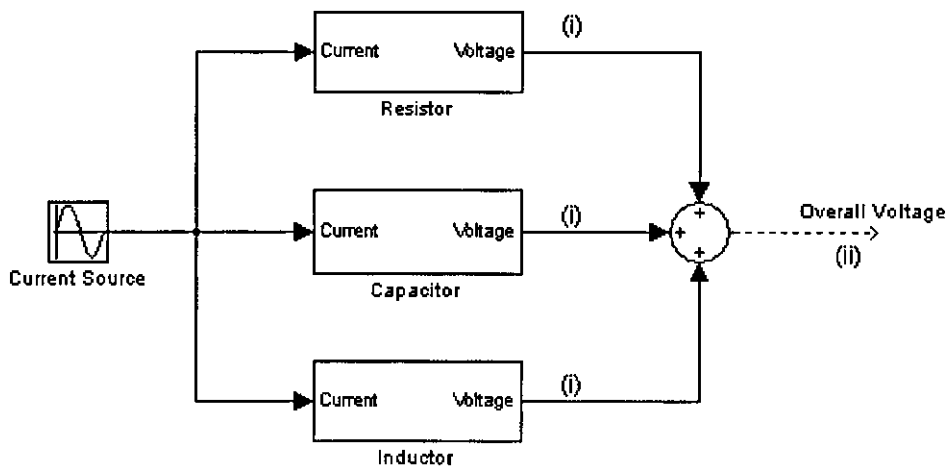 (i)
Current Voltage
Resistor
Current Source
(i)
Current Voltage
Capacitor
Overall Voltage
(ii)
(i)
Current Voltage
Inductor
+
+
+